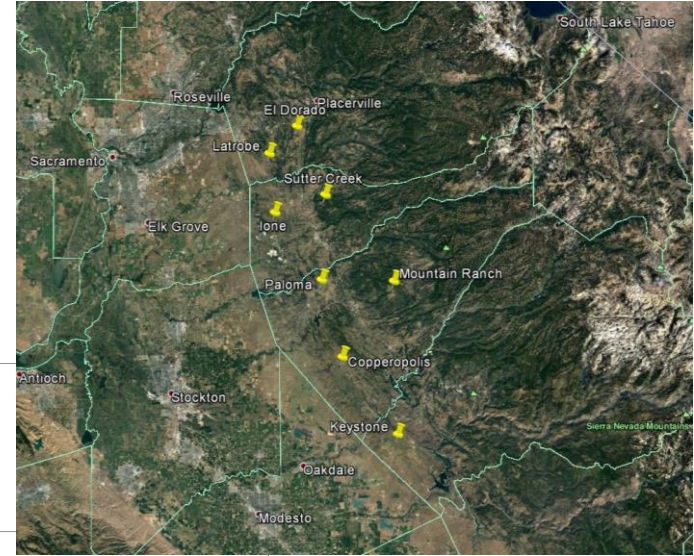 South Lake Tahoe
Roseville
Placerville
El Dorado
Latrobe
Sacramento
Sutter Creek
Elk Grove
Ione
Mountain Ranch
Paloma
Copperopolis
Antioch
Stockton
Keystone
Sierra Nevada Mountains
Oakdale
Modesto